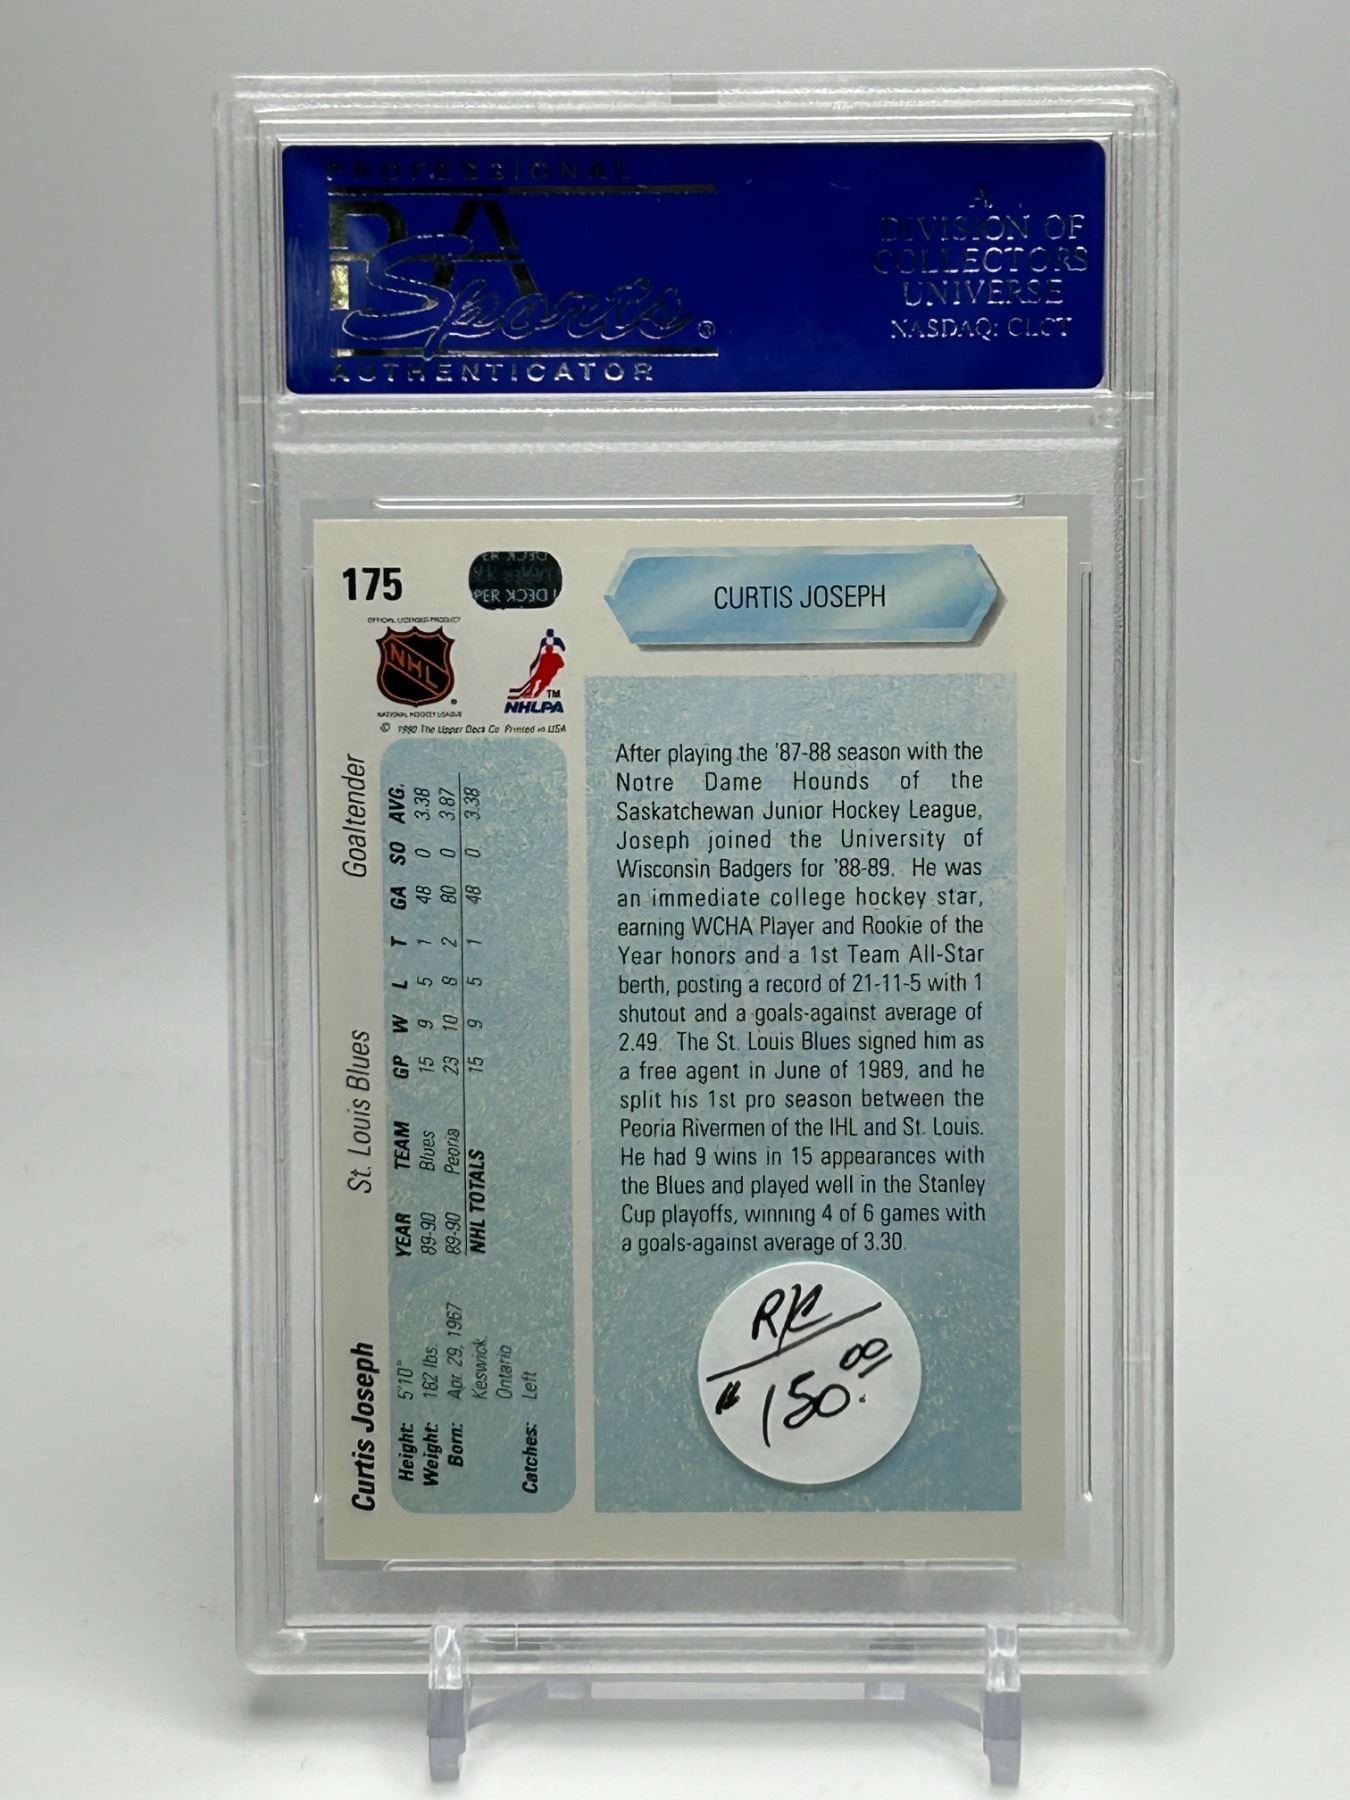 PROFESSIONAL
PSA
Sports®
AUTHENTICATOR
A
DIVISION OF
COLLECTORS
UNIVERSE
NASDAQ: CLCT
175
OFFICIAL LICENSED PRODUCT
NHL
NATIONAL HOCKEY LEAGUE
TM
NHLPA
© 1990 The Upper Deck Co. Printed in USA
CURTIS JOSEPH
Curtis Joseph St. Louis Blues Goaltender
Height: 5'10"
Weight: 182 lbs.
Born: Apr. 29, 1967
Keswick,
Ontario
Catches: Left
YEAR TEAM GP W L T GA SO AVG.
89-90 Blues 15 9 5 1 48 0 3.38
89-90 Peoria 23 10 8 2 80 0 3.87
NHL TOTALS 15 9 5 1 48 0 3.38
After playing the '87-88 season with the
Notre Dame Hounds of the
Saskatchewan Junior Hockey League,
Joseph joined the University of
Wisconsin Badgers for '88-89. He was
an immediate college hockey star,
earning WCHA Player and Rookie of the
Year honors and a 1st Team All-Star
berth, posting a record of 21-11-5 with 1
shutout and a goals-against average of
2.49. The St. Louis Blues signed him as
a free agent in June of 1989, and he
split his 1st pro season between the
Peoria Rivermen of the IHL and St. Louis.
He had 9 wins in 15 appearances with
the Blues and played well in the Stanley
Cup playoffs, winning 4 of 6 games with
a goals-against average of 3.30.
R/C
150.00